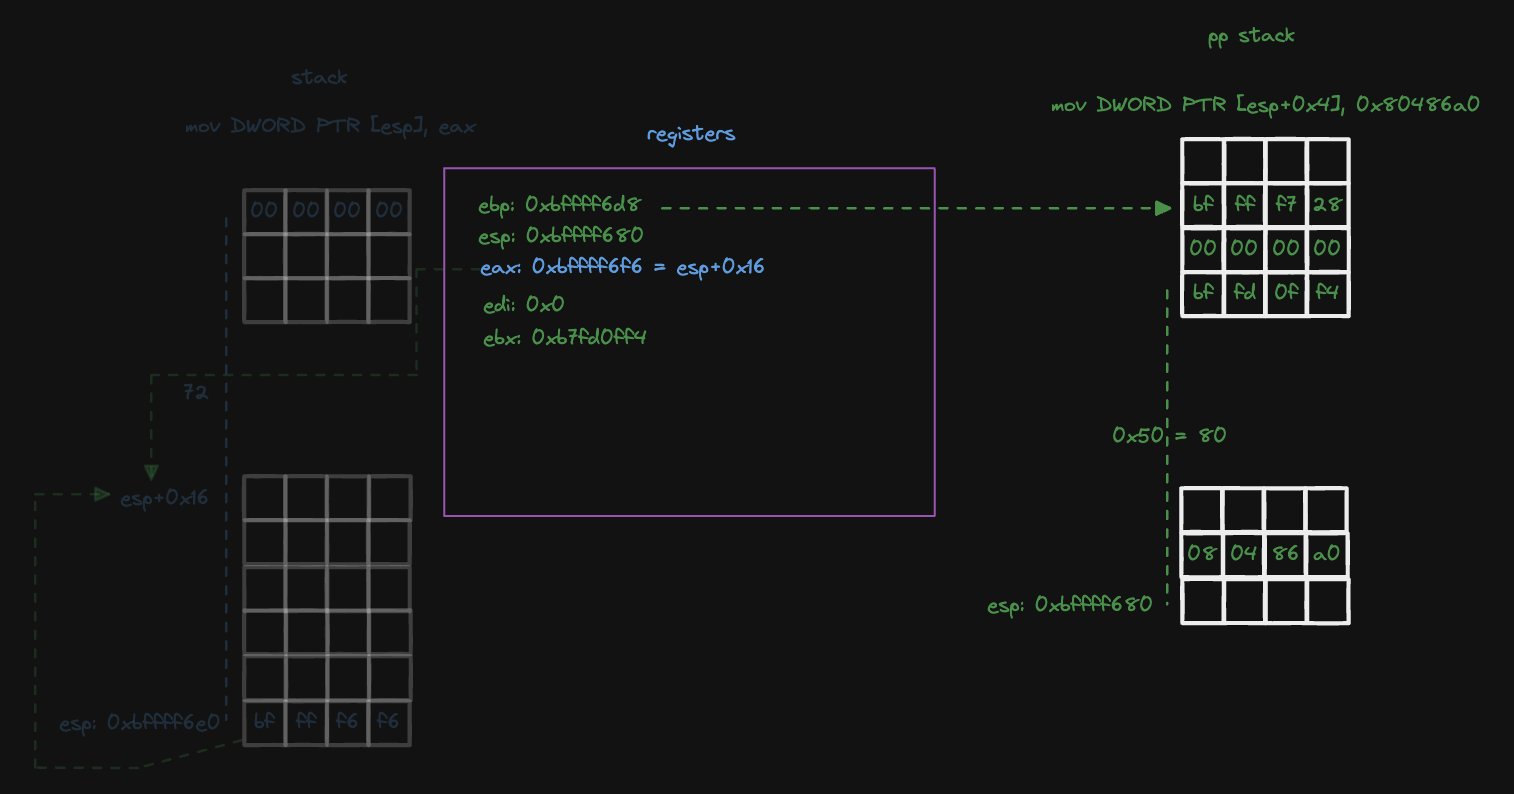 pp stack
stack
mov DWORD PTR [esp+0x4], 0x80486a0
mov DWORD PTR [esp], eax
registers
00 00 00 00
ebp: 0xbffff6d8
esp: 0xbffff680
eax: 0xbffff6f6 = esp+0x16
edi: 0x0
ebx: 0xb7fd0ff4
bf ff f7 28
00 00 00 00
bf fd 0f f4
72
0x50 = 80
esp+0x16
08 04 86 a0
esp: 0xbffff680
esp: 0xbffff6e0
bf ff f6 f6